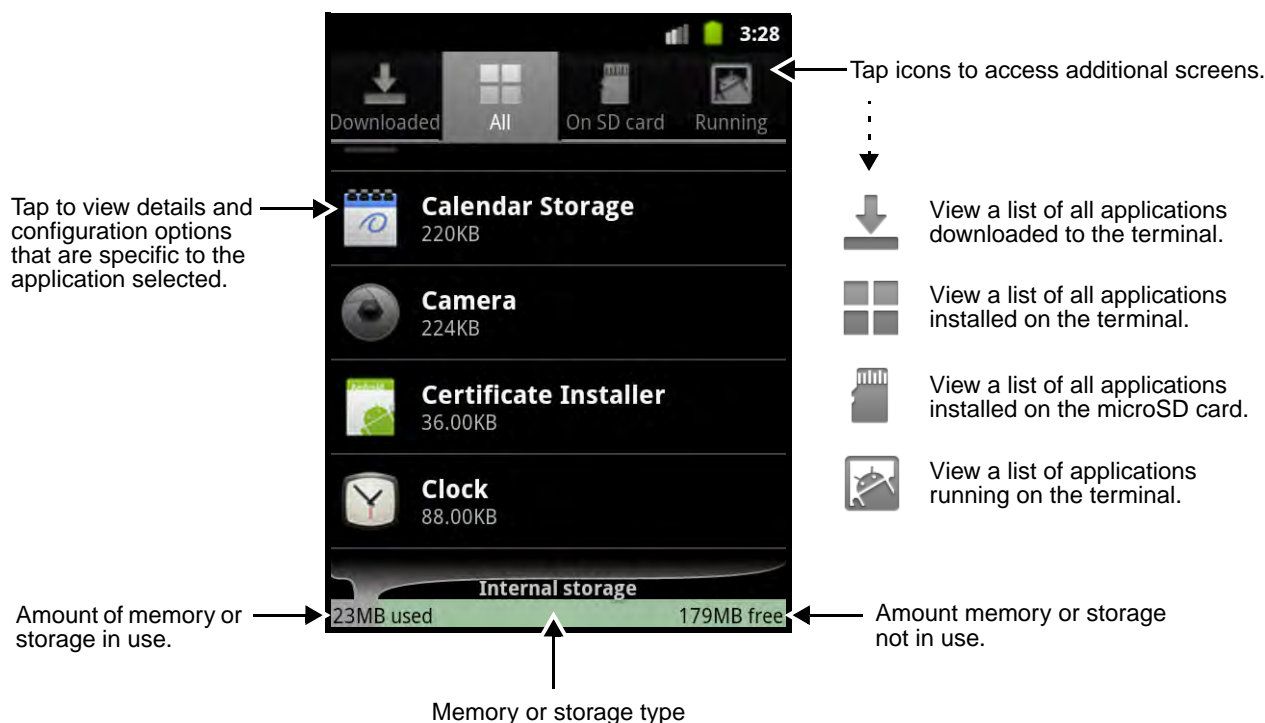 3:28
Downloaded
All
On SD card
Running
Tap icons to access additional screens.
Tap to view details and
configuration options
that are specific to the
application selected.
Calendar Storage
220KB
Camera
224KB
Android
Certificate Installer
36.00KB
Clock
88.00KB
View a list of all applications
downloaded to the terminal.
View a list of all applications
installed on the terminal.
View a list of all applications
installed on the microSD card.
View a list of applications
running on the terminal.
Internal storage
23MB used
179MB free
Amount of memory or
storage in use.
Amount memory or storage
not in use.
Memory or storage type